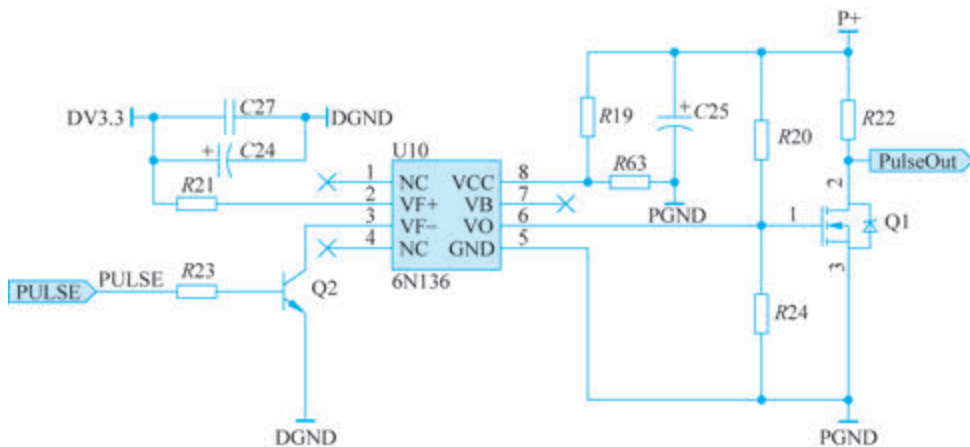 P+
DV3.3
C27
DGND
C24
R19
C25
R20
R22
U10
PulseOut
R21
1 NC VCC 8
R63
2 VF+ VB 7
PGND
2
3 VF− VO 6
1
Q1
4 NC GND 5
3
6N136
PULSE
PULSE
R23
Q2
R24
DGND
PGND
+
+